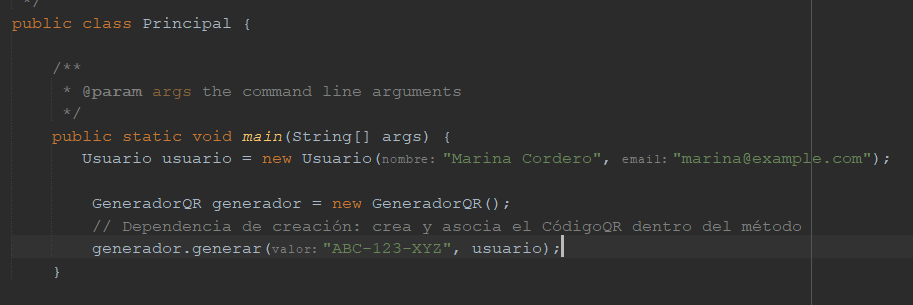 */
public class Principal {
/**
* @param args the command line arguments
*/
public static void main(String[] args) {
Usuario usuario = new Usuario(nombre: "Marina Cordero", email: "marina@example.com");
GeneradorQR generador = new GeneradorQR();
// Dependencia de creación: crea y asocia el CódigoQR dentro del método
generador.generar(valor: "ABC-123-XYZ", usuario);
}